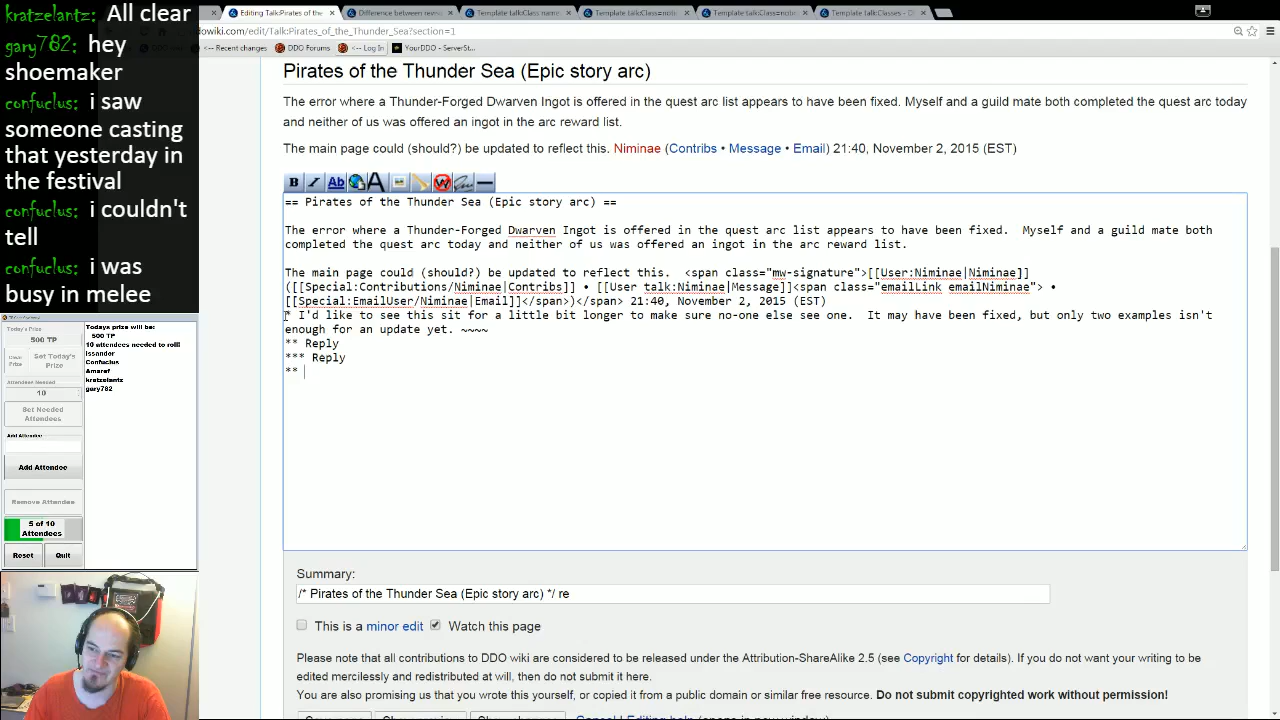 kratzelantz: All clear
gary782: hey
shoemaker
confuclus: i saw
someone casting
that yesterday in
the festival
confuclus: i couldn't
tell
confuclus: i was
busy in melee
Today's Prize
500 TP
Clear Prize
Set Today's Prize
Attendees Needed
10
Set Needed Attendees
Add Attendee
Add Attendee
Remove Attendee
5 of 10 Attendees
Reset Quit
Todays prize will be:
500 TP
10 attendees needed to roll!
issandor
Confuclus
Amaref
kratzelantz
gary782
Editing Talk:Pirates of the
Difference between revis
Template talk:Class nam
Template talk:Class=note
Template talk:Class=note
Template talk:Classes - D
dowiki.com/edit/Talk:Pirates_of_the_Thunder_Sea?section=1
<-- Recent changes
DDO Forums
<-- Log In
YourDDO - ServerSt...
Pirates of the Thunder Sea (Epic story arc)
The error where a Thunder-Forged Dwarven Ingot is offered in the quest arc list appears to have been fixed. Myself and a guild mate both completed the quest arc today
and neither of us was offered an ingot in the arc reward list.
The main page could (should?) be updated to reflect this. Niminae (Contribs • Message • Email) 21:40, November 2, 2015 (EST)
== Pirates of the Thunder Sea (Epic story arc) ==
The error where a Thunder-Forged Dwarven Ingot is offered in the quest arc list appears to have been fixed.  Myself and a guild mate both
completed the quest arc today and neither of us was offered an ingot in the arc reward list.
The main page could (should?) be updated to reflect this.  <span class="mw-signature">[[User:Niminae|Niminae]]
([[Special:Contributions/Niminae|Contribs]] • [[User talk:Niminae|Message]]<span class="emailLink emailNiminae"> •
[[Special:EmailUser/Niminae|Email]]</span>)</span> 21:40, November 2, 2015 (EST)
* I'd like to see this sit for a little bit longer to make sure no-one else see one.  It may have been fixed, but only two examples isn't
enough for an update yet. ~~~~
** Reply
*** Reply
**
Summary:
/* Pirates of the Thunder Sea (Epic story arc) */ re
This is a minor edit Watch this page
Please note that all contributions to DDO wiki are considered to be released under the Attribution-ShareAlike 2.5 (see Copyright for details). If you do not want your writing to be
edited mercilessly and redistributed at will, then do not submit it here.
You are also promising us that you wrote this yourself, or copied it from a public domain or similar free resource. Do not submit copyrighted work without permission!
Cancel | Editing help (opens in new window)